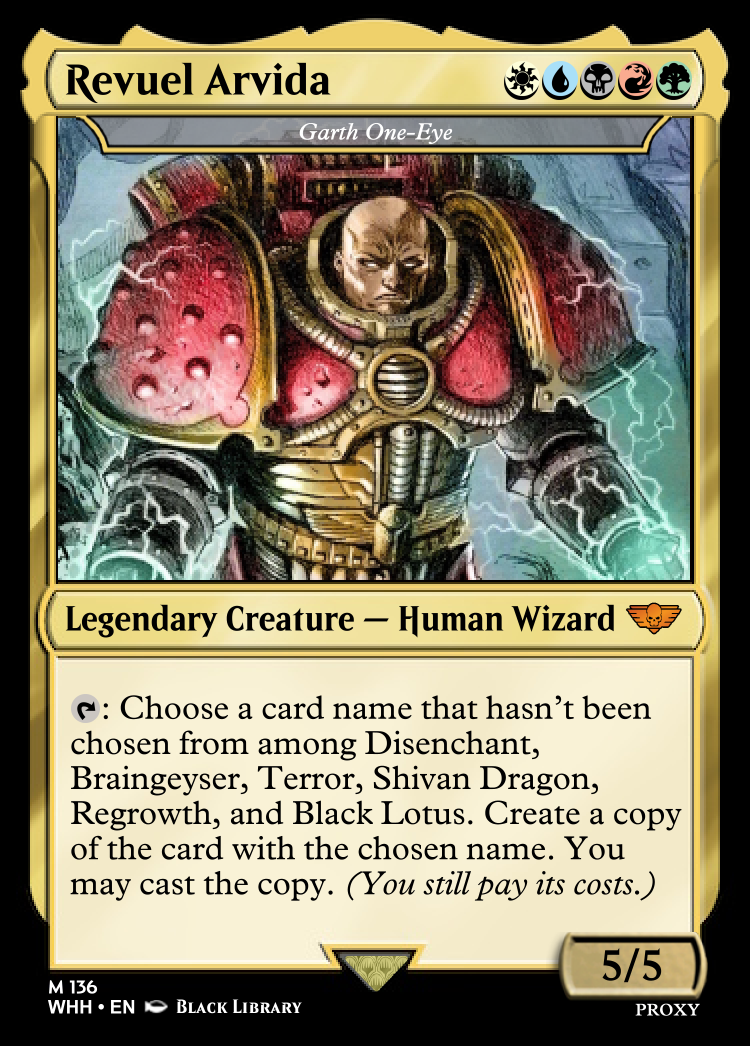 Revuel Arvida
Garth One-Eye
Legendary Creature — Human Wizard
: Choose a card name that hasn't been
chosen from among Disenchant,
Braingeyser, Terror, Shivan Dragon,
Regrowth, and Black Lotus. Create a copy
of the card with the chosen name. You
may cast the copy. (You still pay its costs.)
5/5
M 136
WHH • EN BLACK LIBRARY
PROXY